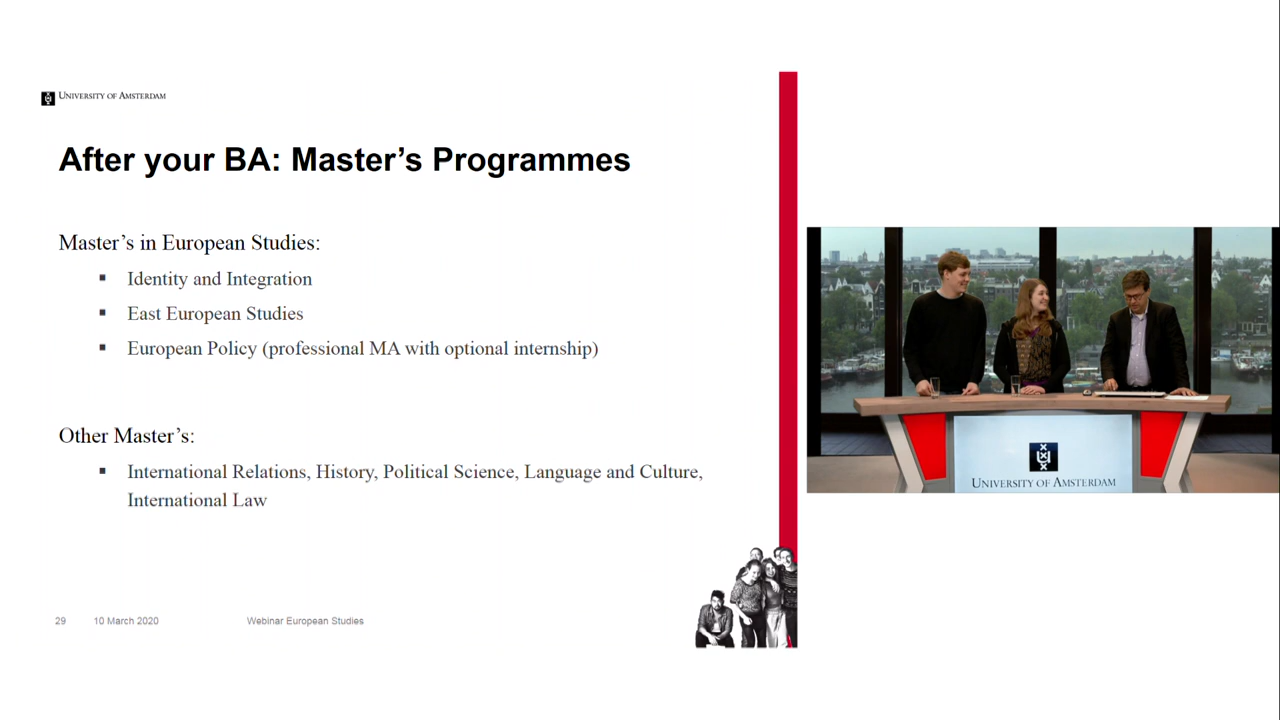 University of Amsterdam
After your BA: Master's Programmes
Master's in European Studies:
▪ Identity and Integration
▪ East European Studies
▪ European Policy (professional MA with optional internship)
Other Master's:
▪ International Relations, History, Political Science, Language and Culture,
International Law
29 10 March 2020 Webinar European Studies
University of Amsterdam